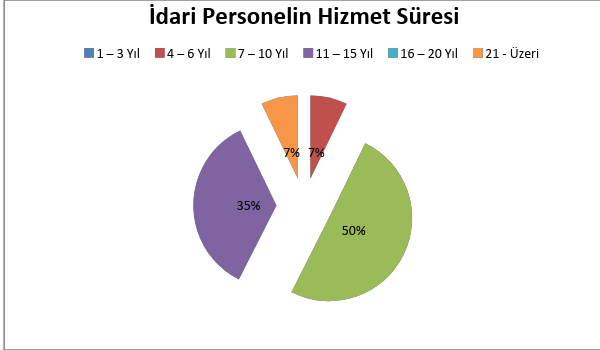 İdari Personelin Hizmet Süresi
1 – 3 Yıl 4 – 6 Yıl 7 – 10 Yıl 11 – 15 Yıl 16 – 20 Yıl 21 - Üzeri
7% 7%
35%
50%